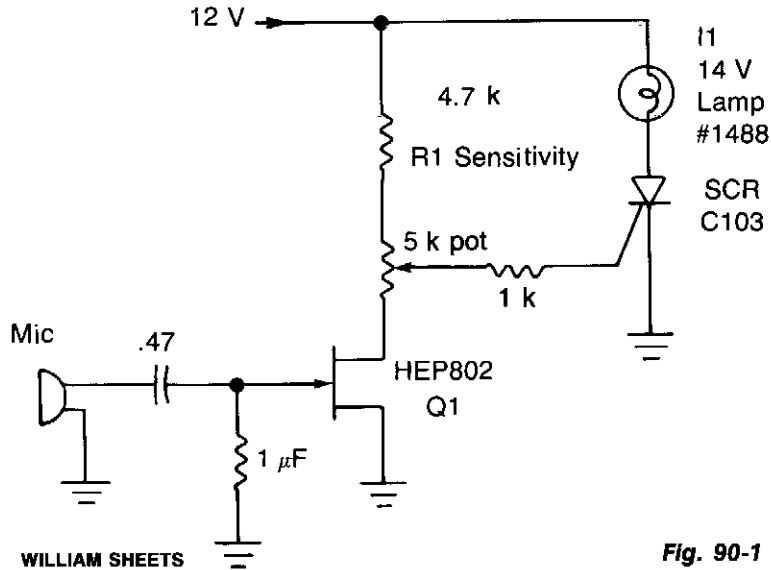 12 V
I1
14 V
Lamp
#1488
4.7 k
R1 Sensitivity
SCR
C103
5 k pot
1 k
Mic
.47
HEP802
Q1
1 μF
WILLIAM SHEETS
Fig. 90-1